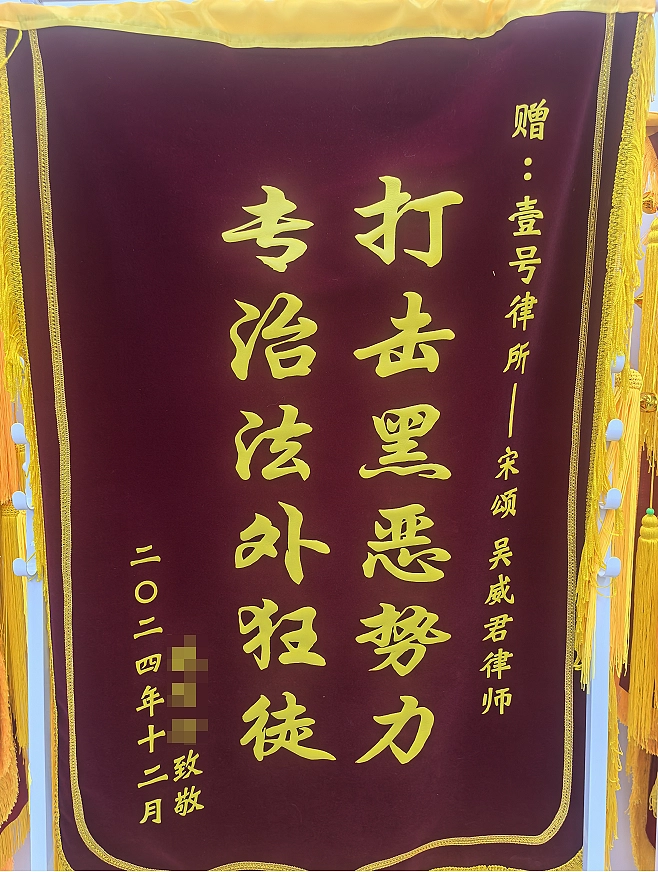 赠：壹号律所——宋颂 吴威君律师
打击黑恶势力
专治法外狂徒
致敬
二〇二四年十二月